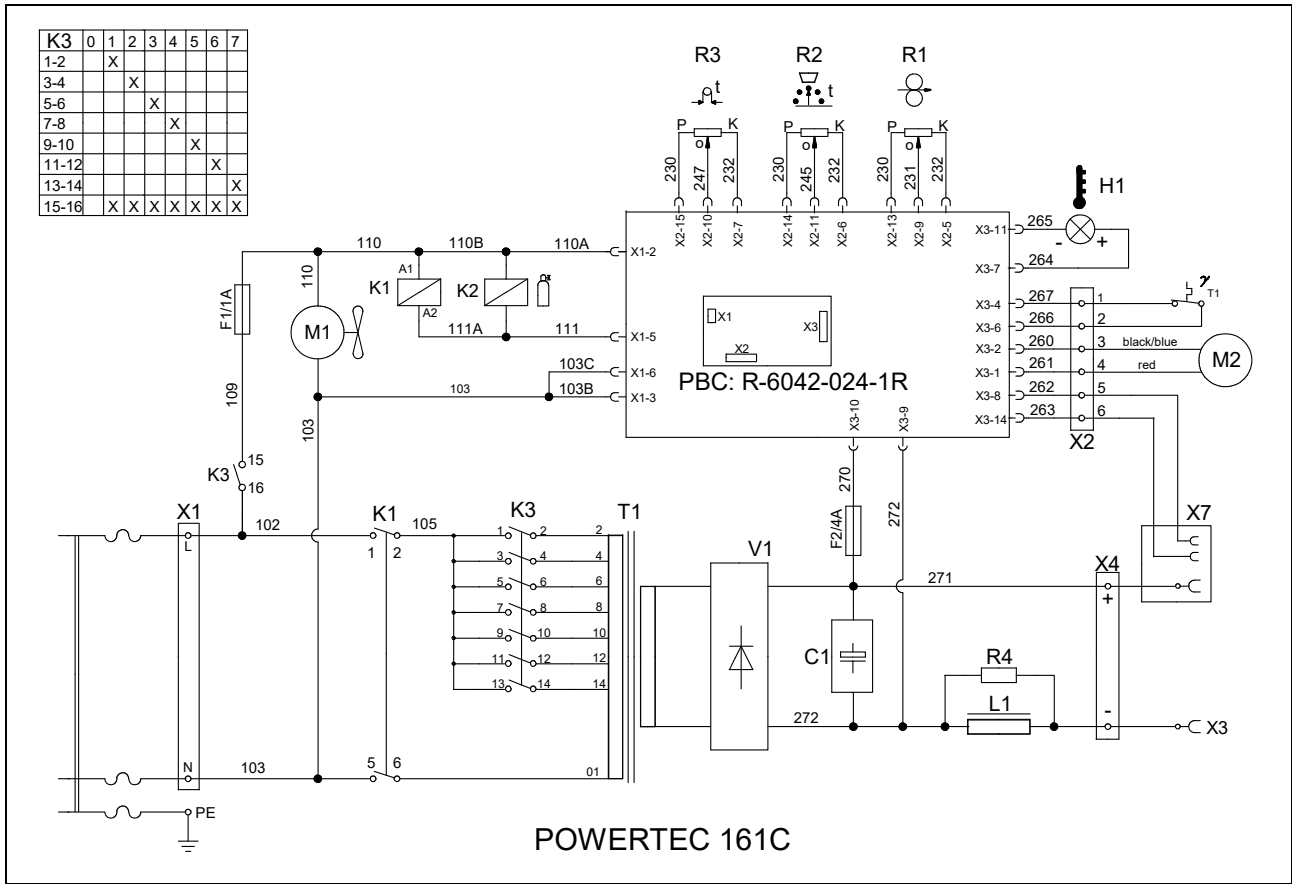 K3 0 1 2 3 4 5 6 7
1-2 X
3-4 X
5-6 X
7-8 X
9-10 X
11-12 X
13-14 X
15-16 X X X X X X X
R3 R2 R1
t t
P K P K P K
o o o
230 247 232 230 245 232 230 231 232
X2-15 X2-10 X2-7 X2-14 X2-11 X2-6 X2-13 X2-9 X2-5
H1
X3-11 265
- +
X3-7 264
110 110B 110A X1-2
110
A1
K1 K2
A2
F1/1A
M1
111A 111 X1-5
103C X1-6
103 103B X1-3
109
103
X1 X3
X2
PBC: R-6042-024-1R
X3-4 267 1 T1
X3-6 266 2
X3-2 260 3 black/blue
M2
X3-1 261 4 red
X3-8 262 5
X3-14 263 6
X2
X3-10 X3-9
270 272
F2/4A
K3 15
16
X1 102 K1 105 K3 T1
L
1 2
1 2 2
3 4 4
5 6 6
7 8 8
9 10 10
11 12 12
13 14 14
V1
271
X4
+
X7
C1
R4
L1
272
-
X3
N 103 5 6 01
PE
POWERTEC 161C